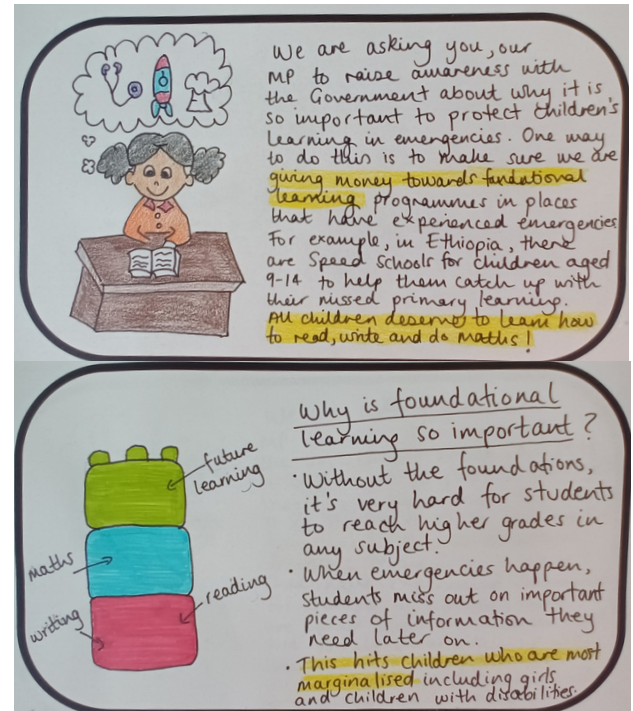 We are asking you, our
MP to raise awareness with
the Government about why it is
so important to protect children's
learning in emergencies. One way
to do this is to make sure we are
giving money towards fundational
learning programmes in places
that have experienced emergencies
For example, in Ethiopia, there
are Speed Schools for children aged
9-14 to help them catch up with
their missed primary learning.
All children deserve to learn how
to read, write and do maths!
Why is foundational
learning so important?
future
learning
maths
reading
writing
· Without the foundations,
it's very hard for students
to reach higher grades in
any subject.
· When emergencies happen,
students miss out on important
pieces of information they
need later on.
· This hits children who are most
marginalised including girls
and children with disabilities.